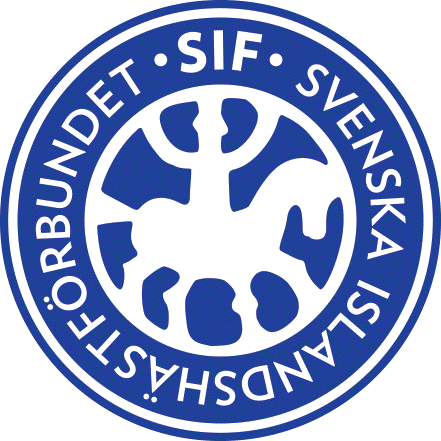 • SIF •
SVENSKA ISLANDSHÄSTFÖRBUNDET